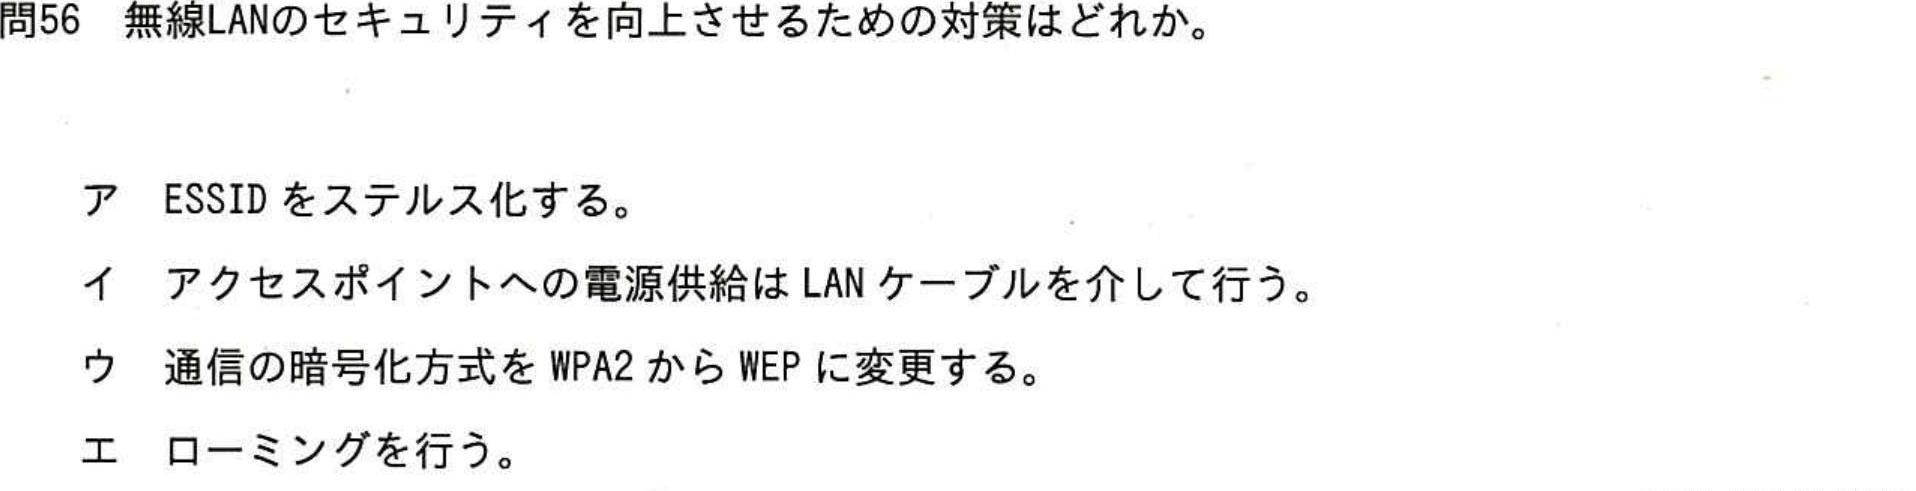 問56　無線LANのセキュリティを向上させるための対策はどれか。
ア　ESSID をステルス化する。
イ　アクセスポイントへの電源供給は LAN ケーブルを介して行う。
ウ　通信の暗号化方式を WPA2 から WEP に変更する。
エ　ローミングを行う。